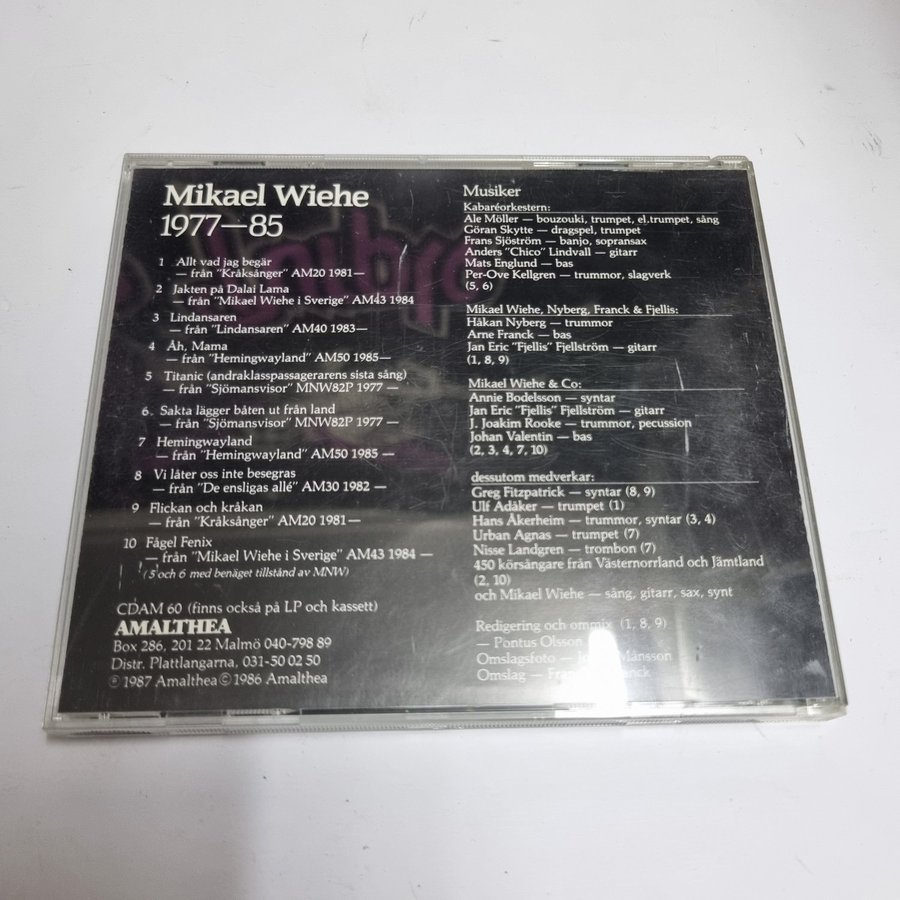 Mikael Wiehe
1977—85
1 Allt vad jag begär
— från "Kråksånger" AM20 1981—
2 Jakten på Dalai Lama
— från "Mikael Wiehe i Sverige" AM43 1984
3 Lindansaren
— från "Lindansaren" AM40 1983—
4 Åh, Mama
— från "Hemingwayland" AM50 1985—
5 Titanic (andraklasspassagerarens sista sång)
— från "Sjömansvisor" MNW82P 1977 —
6. Sakta lägger båten ut från land
— från "Sjömansvisor" MNW82P 1977 —
7 Hemingwayland
— från "Hemingwayland" AM50 1985 —
8 Vi låter oss inte besegras
— från "De ensligas allé" AM30 1982 —
9 Flickan och kråkan
— från "Kråksånger" AM20 1981—
10 Fågel Fenix
— från "Mikael Wiehe i Sverige" AM43 1984 —
(5 och 6 med benäget tillstånd av MNW)
CDAM 60 (finns också på LP och kassett)
AMALTHEA
Box 286, 201 22 Malmö 040-798 89
Distr. Plattlangarna, 031-50 02 50
℗ 1987 Amalthea © 1986 Amalthea
Musiker
Kabaréorkestern:
Ale Möller — bouzouki, trumpet, el.trumpet, sång
Göran Skytte — dragspel, trumpet
Frans Sjöström — banjo, sopransax
Anders "Chico" Lindvall — gitarr
Mats Englund — bas
Per-Ove Kellgren — trummor, slagverk
(5, 6)
Mikael Wiehe, Nyberg, Franck & Fjellis:
Håkan Nyberg — trummor
Arne Franck — bas
Jan Eric "Fjellis" Fjellström — gitarr
(1, 8, 9)
Mikael Wiehe & Co:
Annie Bodelsson — syntar
Jan Eric "Fjellis" Fjellström — gitarr
J. Joakim Rooke — trummor, pecussion
Johan Valentin — bas
(2, 3, 4, 7, 10)
dessutom medverkar:
Greg Fitzpatrick — syntar (8, 9)
Ulf Adåker — trumpet (1)
Hans Åkerheim — trummor, syntar (3, 4)
Urban Agnas — trumpet (7)
Nisse Landgren — trombon (7)
450 körsångare från Västernorrland och Jämtland
(2, 10)
och Mikael Wiehe — sång, gitarr, sax, synt
Redigering och ommix (1, 8, 9)
— Pontus Olsson
Omslagsfoto — Månsson
Omslag —